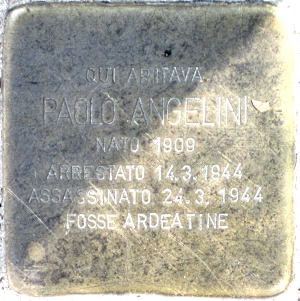 QUI ABITAVA
PAOLO ANGELINI
NATO 1909
ARRESTATO 14.3.1944
ASSASSINATO 24.3.1944
FOSSE ARDEATINE